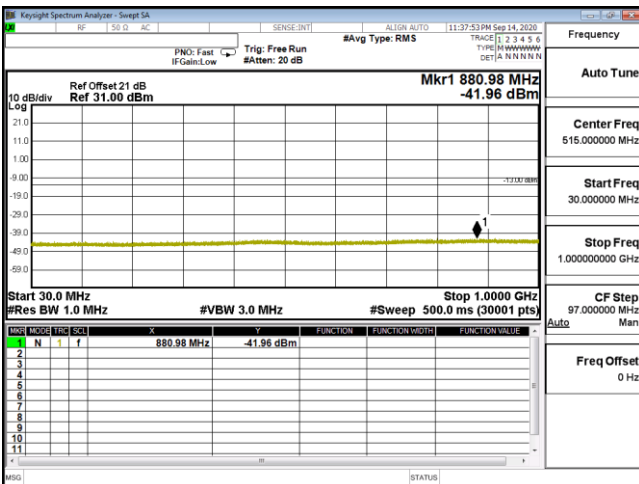 Keysight Spectrum Analyzer - Swept SA
RF 50 Ω AC SENSE:INT ALIGN AUTO 11:37:53 PM Sep 14, 2020
#Avg Type: RMS TRACE 1 2 3 4 5 6
PNO: Fast Trig: Free Run TYPE M WWWWW
IFGain:Low #Atten: 20 dB DET A N N N N N
Frequency
Auto Tune
Center Freq
515.000000 MHz
Start Freq
30.000000 MHz
Stop Freq
1.000000000 GHz
CF Step
97.000000 MHz
Auto Man
Freq Offset
0 Hz
Mkr1 880.98 MHz
-41.96 dBm
Ref Offset 21 dB
10 dB/div Ref 31.00 dBm
Log
21.0
11.0
1.00
-9.00
-13.00 dBm
-19.0
-29.0
-39.0
-49.0
-59.0
1
Start 30.0 MHz Stop 1.0000 GHz
#Res BW 1.0 MHz #VBW 3.0 MHz #Sweep 500.0 ms (30001 pts)
MKR MODE TRC SCL X Y FUNCTION FUNCTION WIDTH FUNCTION VALUE
1 N 1 f 880.98 MHz -41.96 dBm
2
3
4
5
6
7
8
9
10
11
MSG STATUS